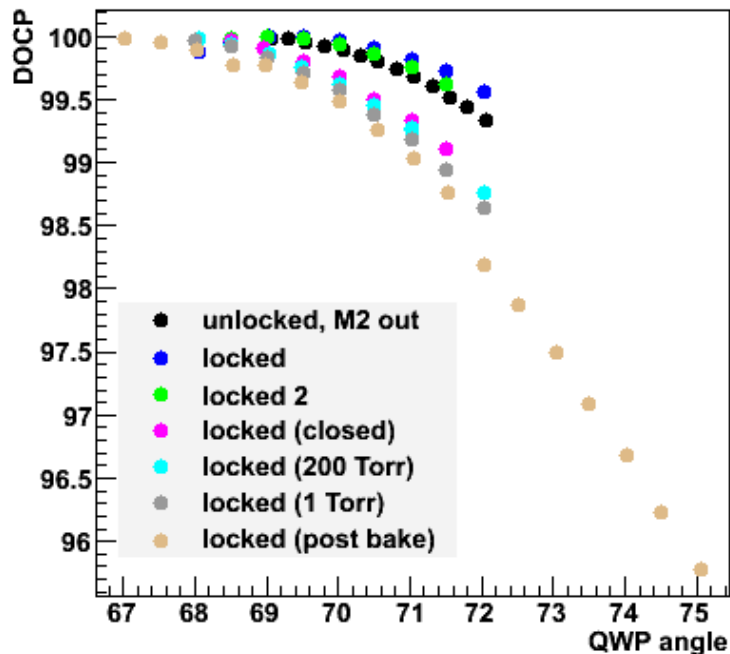 DOCP
100
99.5
99
98.5
98
97.5
97
96.5
96
unlocked, M2 out
locked
locked 2
locked (closed)
locked (200 Torr)
locked (1 Torr)
locked (post bake)
67 68 69 70 71 72 73 74 75
QWP angle